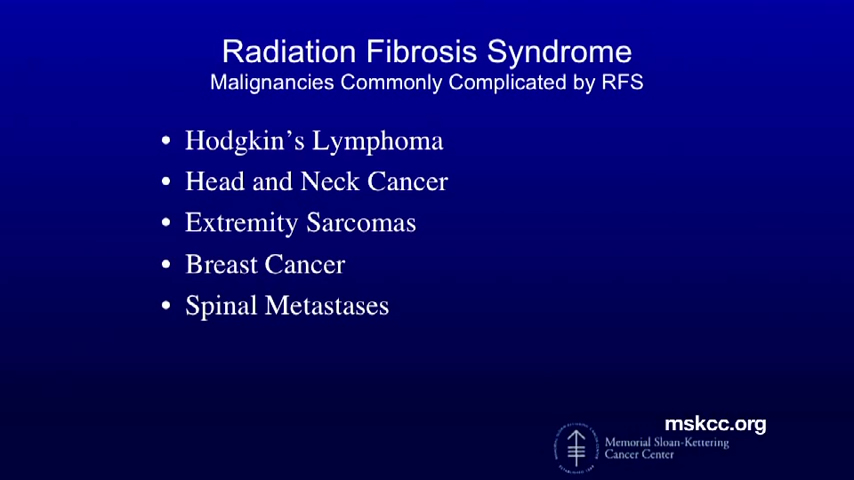 Radiation Fibrosis Syndrome
Malignancies Commonly Complicated by RFS
• Hodgkin's Lymphoma
• Head and Neck Cancer
• Extremity Sarcomas
• Breast Cancer
• Spinal Metastases
mskcc.org
Memorial Sloan-Kettering
Cancer Center